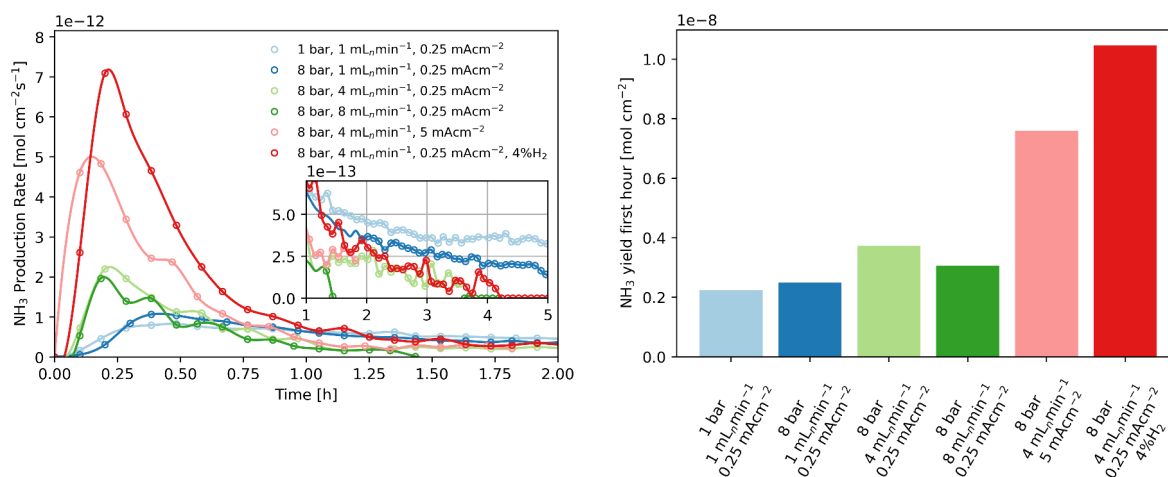 1e−12
8
7
6
5
4
3
2
1
0
NH₃ Production Rate [mol cm⁻²s⁻¹]
0.00 0.25 0.50 0.75 1.00 1.25 1.50 1.75 2.00
Time [h]
1 bar, 1 mLₙmin⁻¹, 0.25 mAcm⁻²
8 bar, 1 mLₙmin⁻¹, 0.25 mAcm⁻²
8 bar, 4 mLₙmin⁻¹, 0.25 mAcm⁻²
8 bar, 8 mLₙmin⁻¹, 0.25 mAcm⁻²
8 bar, 4 mLₙmin⁻¹, 5 mAcm⁻²
8 bar, 4 mLₙmin⁻¹, 0.25 mAcm⁻², 4%H₂
1e−13
5.0
2.5
0.0
1 2 3 4 5
1e−8
1.0
0.8
0.6
0.4
0.2
0.0
NH₃ yield first hour [mol cm⁻²]
1 bar
1 mLₙmin⁻¹
0.25 mAcm⁻²
8 bar
1 mLₙmin⁻¹
0.25 mAcm⁻²
8 bar
4 mLₙmin⁻¹
0.25 mAcm⁻²
8 bar
8 mLₙmin⁻¹
0.25 mAcm⁻²
8 bar
4 mLₙmin⁻¹
5 mAcm⁻²
8 bar
4 mLₙmin⁻¹
0.25 mAcm⁻²
4%H₂